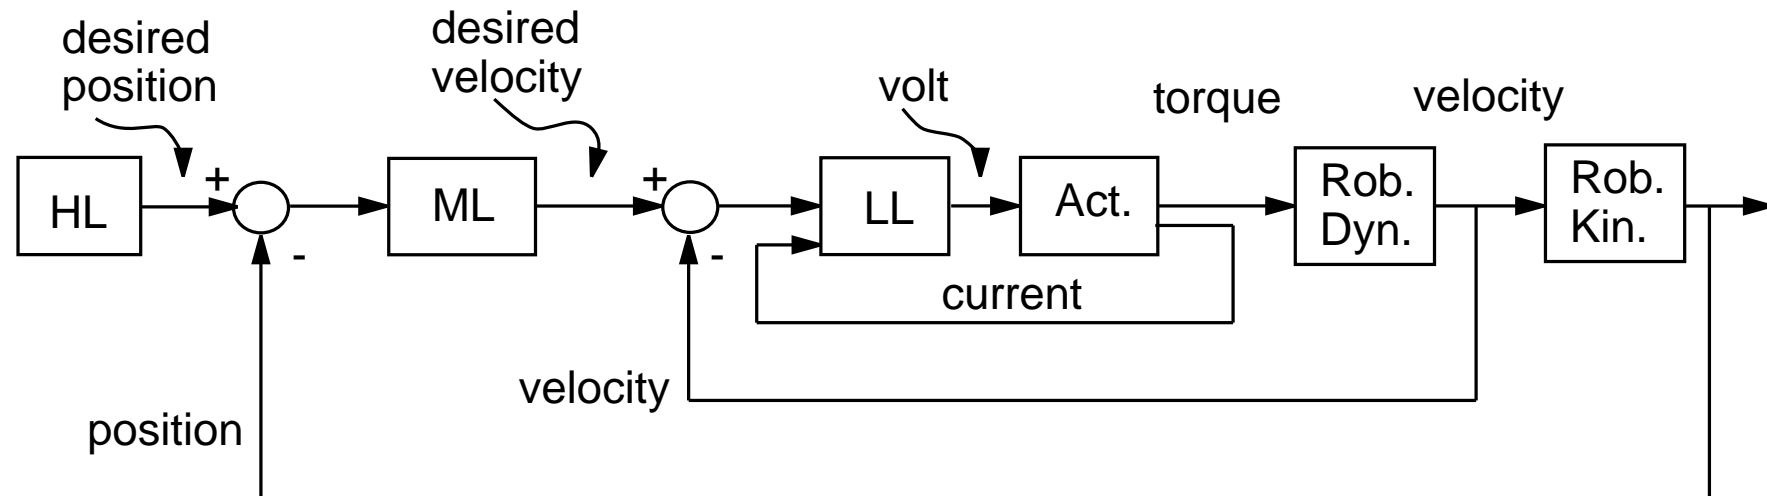 desired
position
desired
velocity
volt
torque
velocity
HL
+
-
ML
+
-
LL
Act.
Rob.
Dyn.
Rob.
Kin.
current
velocity
position